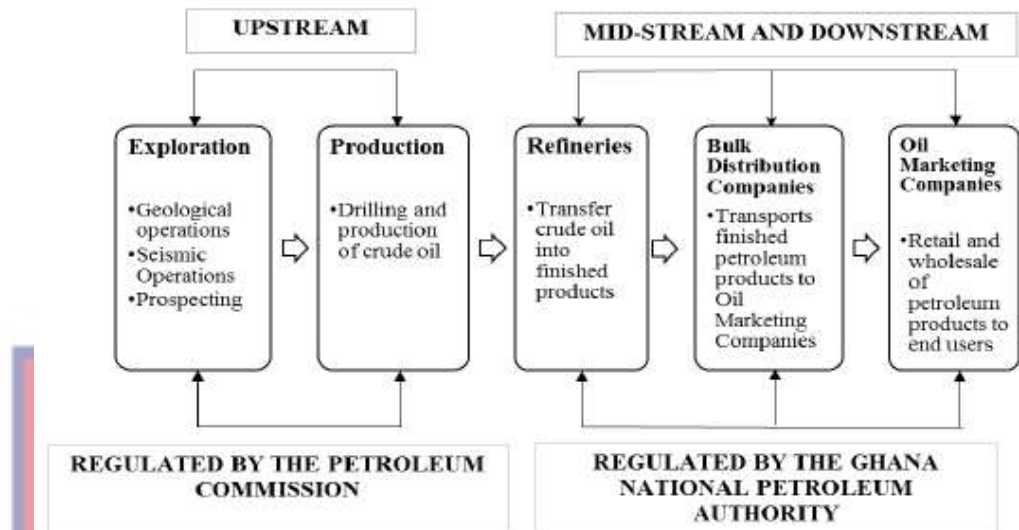 UPSTREAM
MID-STREAM AND DOWNSTREAM
Exploration
•Geological
operations
•Seismic
Operations
•Prospecting
Production
•Drilling and
production
of crude oil
Refineries
•Transfer
crude oil
into
finished
products
Bulk
Distribution
Companies
•Transports
finished
petroleum
products to
Oil
Marketing
Companies
Oil
Marketing
Companies
•Retail and
wholesale
of
petroleum
products to
end users
REGULATED BY THE PETROLEUM
COMMISSION
REGULATED BY THE GHANA
NATIONAL PETROLEUM
AUTHORITY